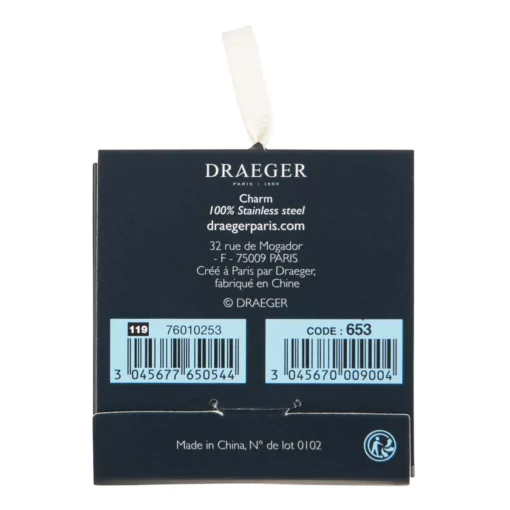 DRAEGER
PARIS 1886
Charm
100% Stainless steel
draegerparis.com
32 rue de Mogador
- F - 75009 PARIS
Créé à Paris par Draeger,
fabriqué en Chine
© DRAEGER
119 76010253
3 045677 650544
CODE : 653
3 045670 009004
Made in China, N° de lot 0102